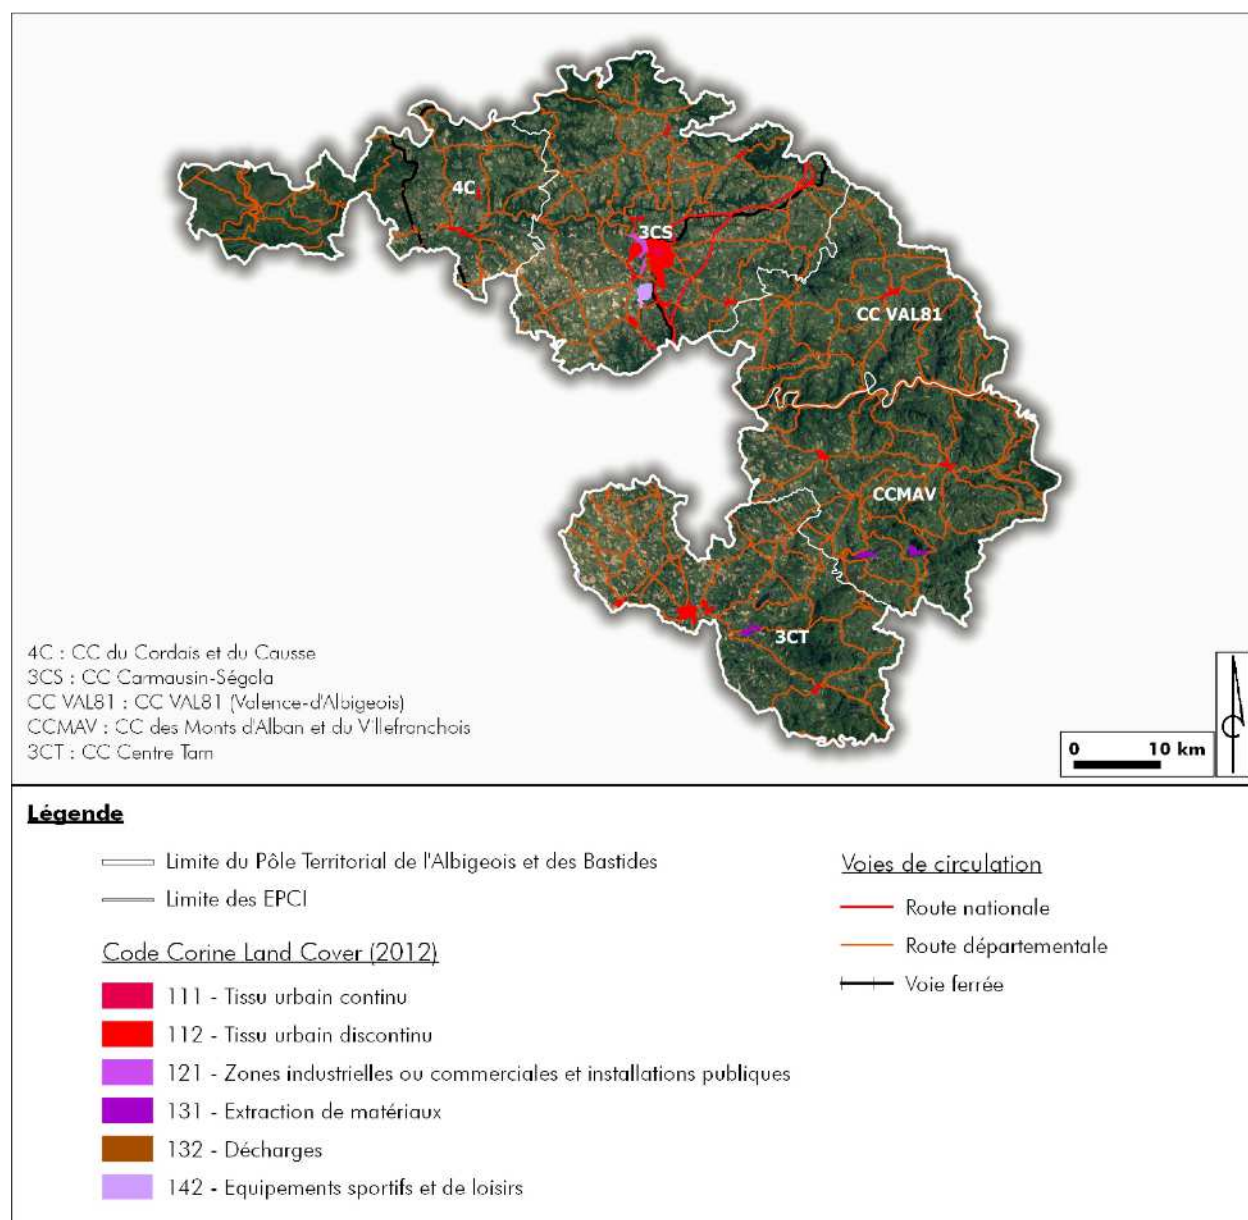 4C
3CS
CC VAL81
CCMAV
3CT
4C : CC du Cordais et du Causse
3CS : CC Carmausin-Ségala
CC VAL81 : CC VAL81 (Valence-d'Albigeois)
CCMAV : CC des Monts d'Alban et du Villefranchois
3CT : CC Centre Tarn
0 10 km
Légende
Limite du Pôle Territorial de l'Albigeois et des Bastides
Limite des EPCI
Code Corine Land Cover (2012)
111 - Tissu urbain continu
112 - Tissu urbain discontinu
121 - Zones industrielles ou commerciales et installations publiques
131 - Extraction de matériaux
132 - Décharges
142 - Equipements sportifs et de loisirs
Voies de circulation
Route nationale
Route départementale
Voie ferrée